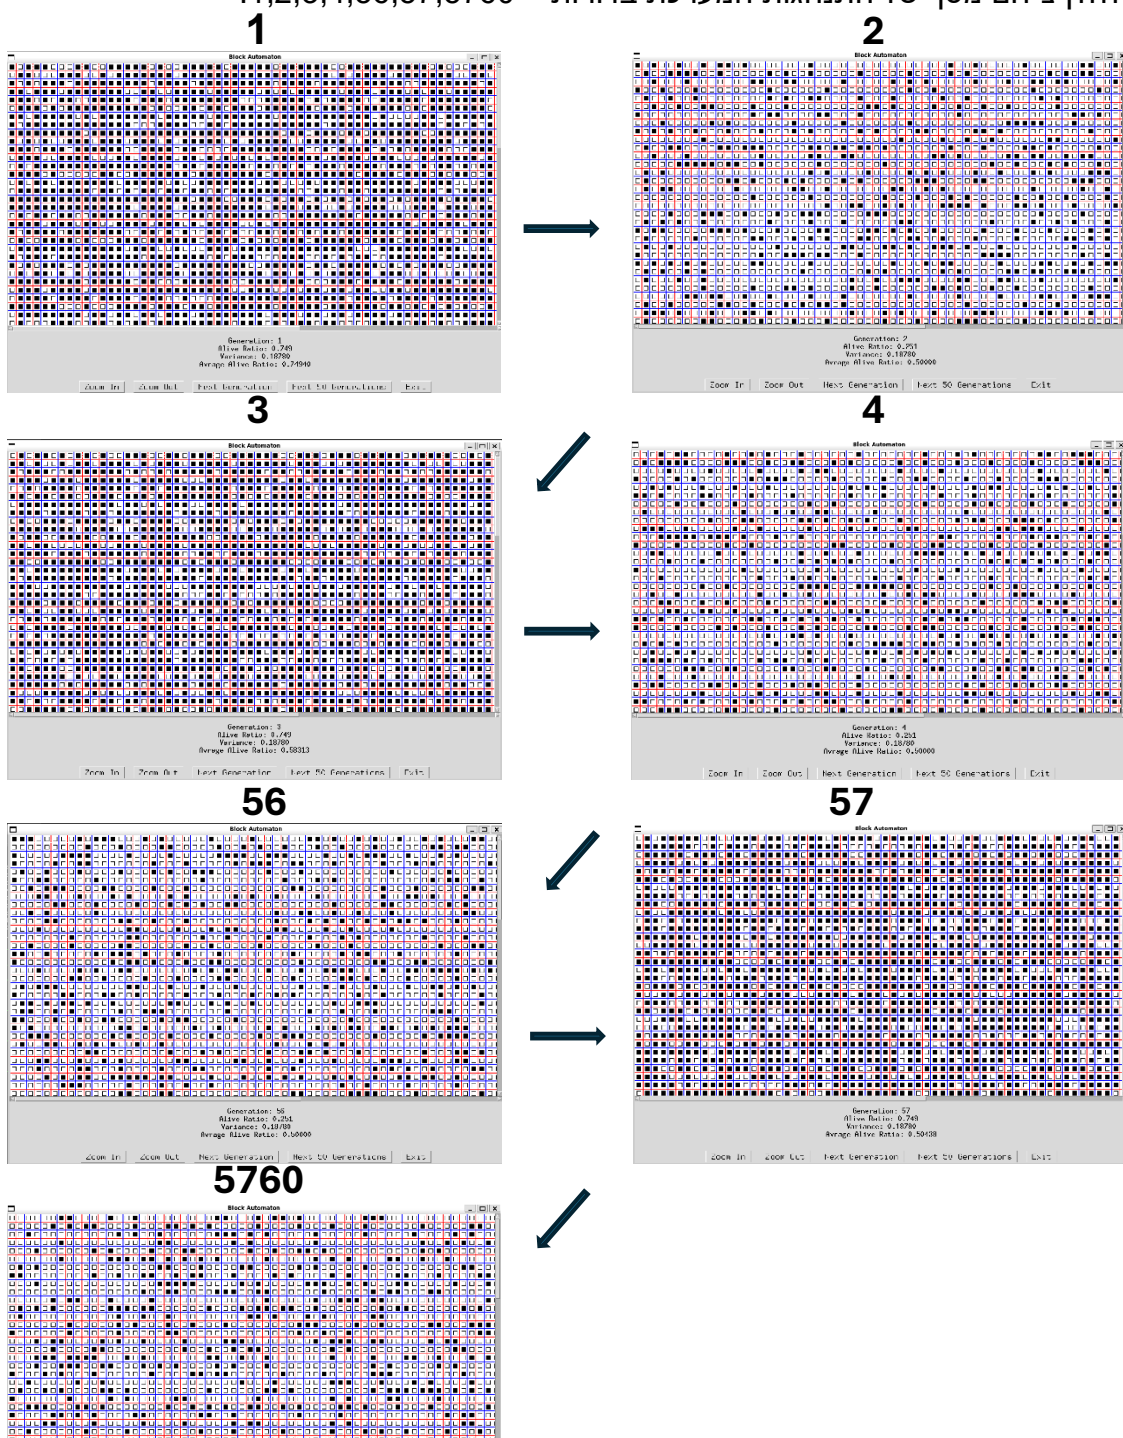 1
2
Block Automaton
Generation: 1
Alive Ratio: 0.749
Variance: 0.18780
Avrage Alive Ratio: 0.74940
Zoom In Zoom Out Next Generation Next 50 Generations Exit
Block Automaton
Generation: 2
Alive Ratio: 0.251
Variance: 0.18780
Avrage Alive Ratio: 0.50000
Zoom In Zoom Out Next Generation Next 50 Generations Exit
3
4
Block Automaton
Generation: 3
Alive Ratio: 0.749
Variance: 0.18780
Avrage Alive Ratio: 0.58313
Zoom In Zoom Out Next Generation Next 50 Generations Exit
Block Automaton
Generation: 4
Alive Ratio: 0.251
Variance: 0.18780
Avrage Alive Ratio: 0.50000
Zoom In Zoom Out Next Generation Next 50 Generations Exit
56
57
Block Automaton
Generation: 56
Alive Ratio: 0.251
Variance: 0.18780
Avrage Alive Ratio: 0.50000
Zoom In Zoom Out Next Generation Next 50 Generations Exit
Block Automaton
Generation: 57
Alive Ratio: 0.749
Variance: 0.18780
Avrage Alive Ratio: 0.50438
Zoom In Zoom Out Next Generation Next 50 Generations Exit
5760
Block Automaton